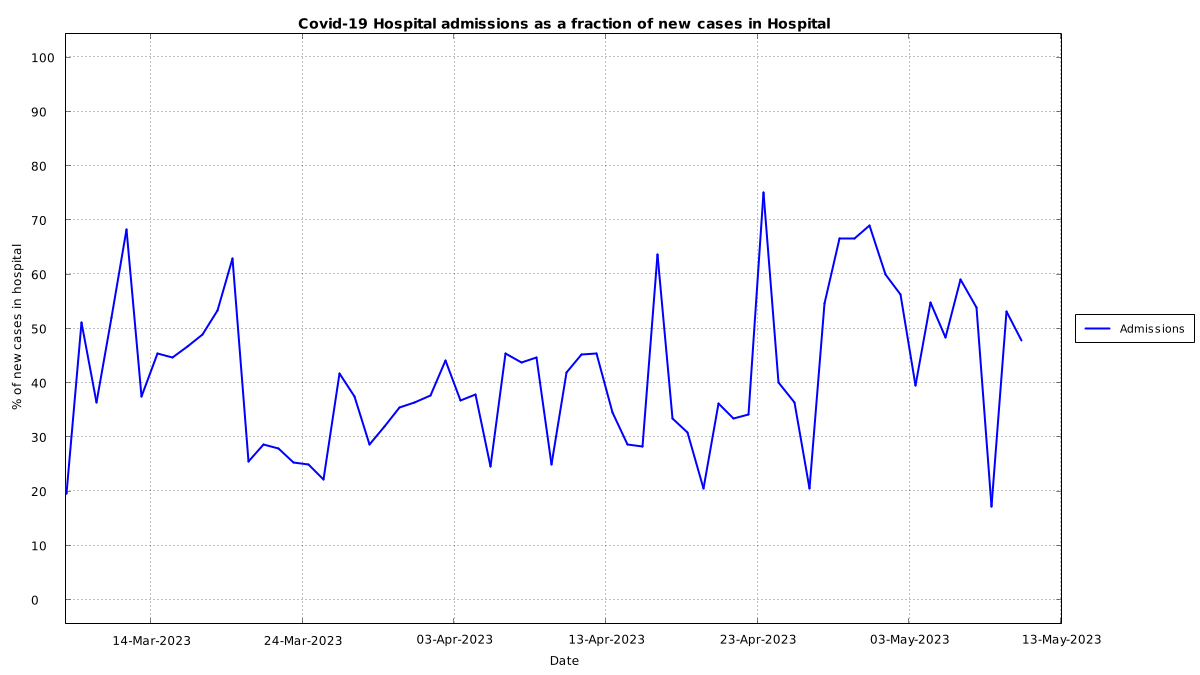 Covid-19 Hospital admissions as a fraction of new cases in Hospital
100
90
80
70
60
50
40
30
20
10
0
% of new cases in hospital
14-Mar-2023
24-Mar-2023
03-Apr-2023
13-Apr-2023
23-Apr-2023
03-May-2023
13-May-2023
Date
Admissions